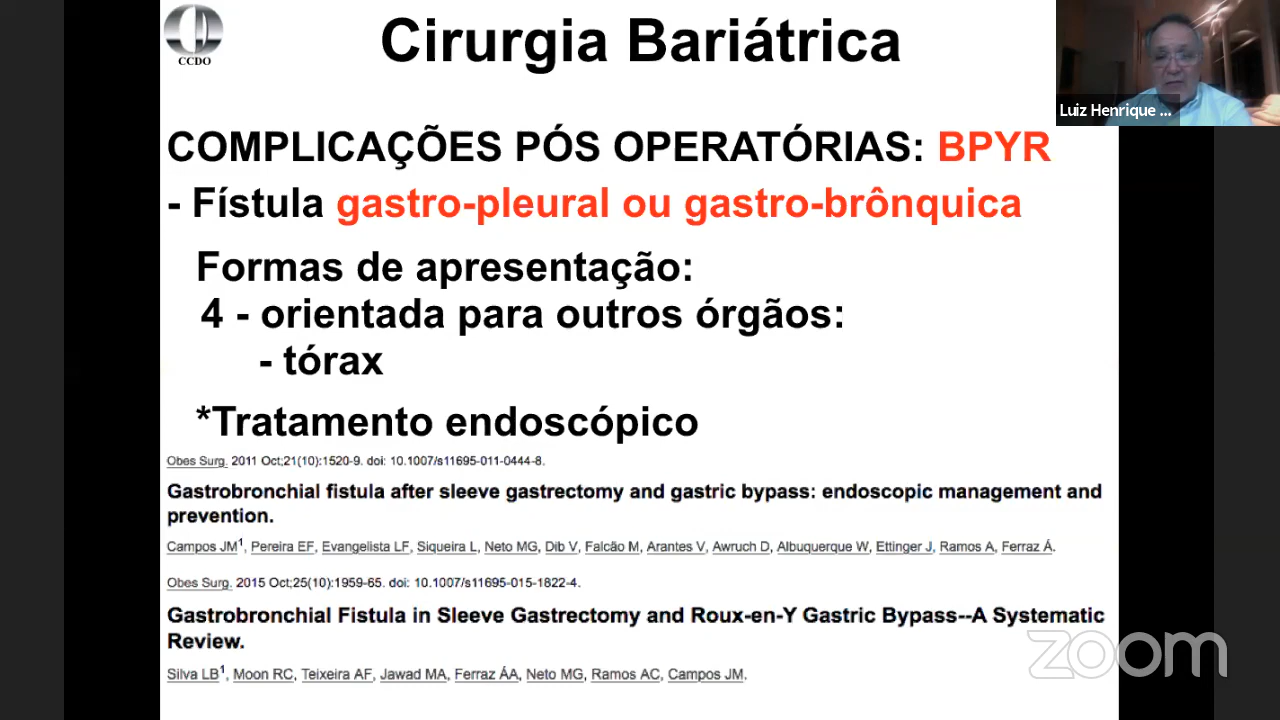 CCDO
Cirurgia Bariátrica
Luiz Henrique ...
COMPLICAÇÕES PÓS OPERATÓRIAS: BPYR
- Fístula gastro-pleural ou gastro-brônquica
Formas de apresentação:
4 - orientada para outros órgãos:
- tórax
*Tratamento endoscópico
Obes Surg. 2011 Oct;21(10):1520-9. doi: 10.1007/s11695-011-0444-8.
Gastrobronchial fistula after sleeve gastrectomy and gastric bypass: endoscopic management and
prevention.
Campos JM1, Pereira EF, Evangelista LF, Siqueira L, Neto MG, Dib V, Falcão M, Arantes V, Awruch D, Albuquerque W, Ettinger J, Ramos A, Ferraz Á.
Obes Surg. 2015 Oct;25(10):1959-65. doi: 10.1007/s11695-015-1822-4.
Gastrobronchial Fistula in Sleeve Gastrectomy and Roux-en-Y Gastric Bypass--A Systematic
Review.
Silva LB1, Moon RC, Teixeira AF, Jawad MA, Ferraz ÁA, Neto MG, Ramos AC, Campos JM.
zoom